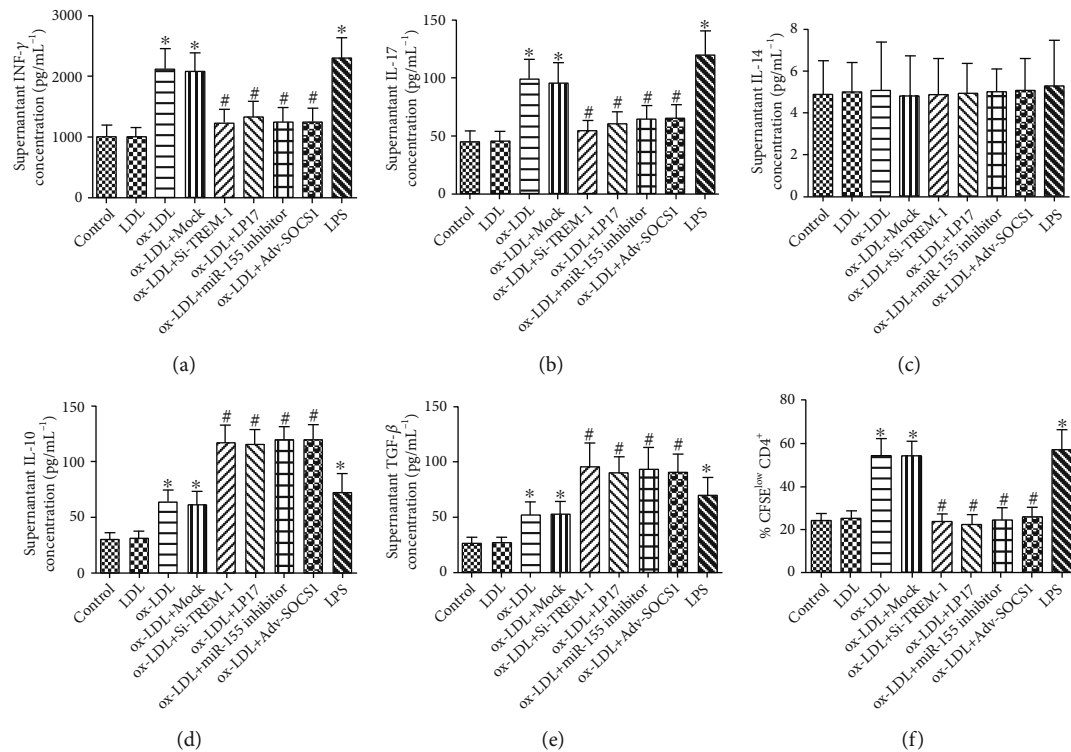 Supernatant INF-γ
concentration (pg/mL⁻¹)
3000
2000
1000
0
*
*
#
#
#
#
*
Control
LDL
ox-LDL
ox-LDL+Mock
ox-LDL+Si-TREM-1
ox-LDL+LP17
ox-LDL+miR-155 inhibitor
ox-LDL+Adv-SOCS1
LPS
(a)
Supernatant IL-17
concentration (pg/mL⁻¹)
150
100
50
0
*
*
#
#
#
#
*
Control
LDL
ox-LDL
ox-LDL+Mock
ox-LDL+Si-TREM-1
ox-LDL+LP17
ox-LDL+miR-155 inhibitor
ox-LDL+Adv-SOCS1
LPS
(b)
Supernannt IL-14
concentration (pg/mL⁻¹)
8
6
4
2
0
Control
LDL
ox-LDL
ox-LDL+Mock
ox-LDL+Si-TREM-1
ox-LDL+LP17
ox-LDL+miR-155 inhibitor
ox-LDL+Adv-SOCS1
LPS
(c)
Supernatant IL-10
concentration (pg/mL⁻¹)
150
100
50
0
*
*
#
#
#
#
*
Control
LDL
ox-LDL
ox-LDL+Mock
ox-LDL+Si-TREM-1
ox-LDL+LP17
ox-LDL+miR-155 inhibitor
ox-LDL+Adv-SOCS1
LPS
(d)
Supernatant TGF-β
concentration (pg/mL⁻¹)
150
100
50
0
*
*
#
#
#
#
*
Control
LDL
ox-LDL
ox-LDL+Mock
ox-LDL+Si-TREM-1
ox-LDL+LP17
ox-LDL+miR-155 inhibitor
ox-LDL+Adv-SOCS1
LPS
(e)
% CFSEˡᵒʷ CD4⁺
80
60
40
20
0
*
*
#
#
#
#
*
Control
LDL
ox-LDL
ox-LDL+Mock
ox-LDL+Si-TREM-1
ox-LDL+LP17
ox-LDL+miR-155 inhibitor
ox-LDL+Adv-SOCS1
LPS
(f)